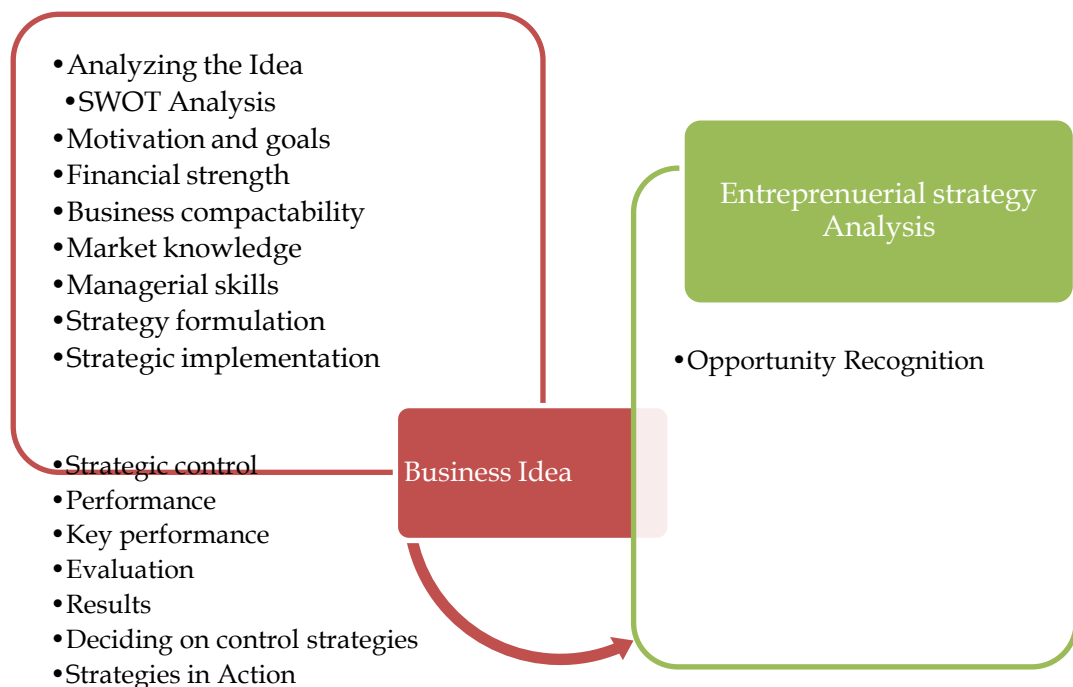 •Analyzing the Idea
•SWOT Analysis
•Motivation and goals
•Financial strength
•Business compactability
•Market knowledge
•Managerial skills
•Strategy formulation
•Strategic implementation
•Strategic control
•Performance
•Key performance
•Evaluation
•Results
•Deciding on control strategies
•Strategies in Action
Business Idea
Entreprenuerial strategy
Analysis
•Opportunity Recognition